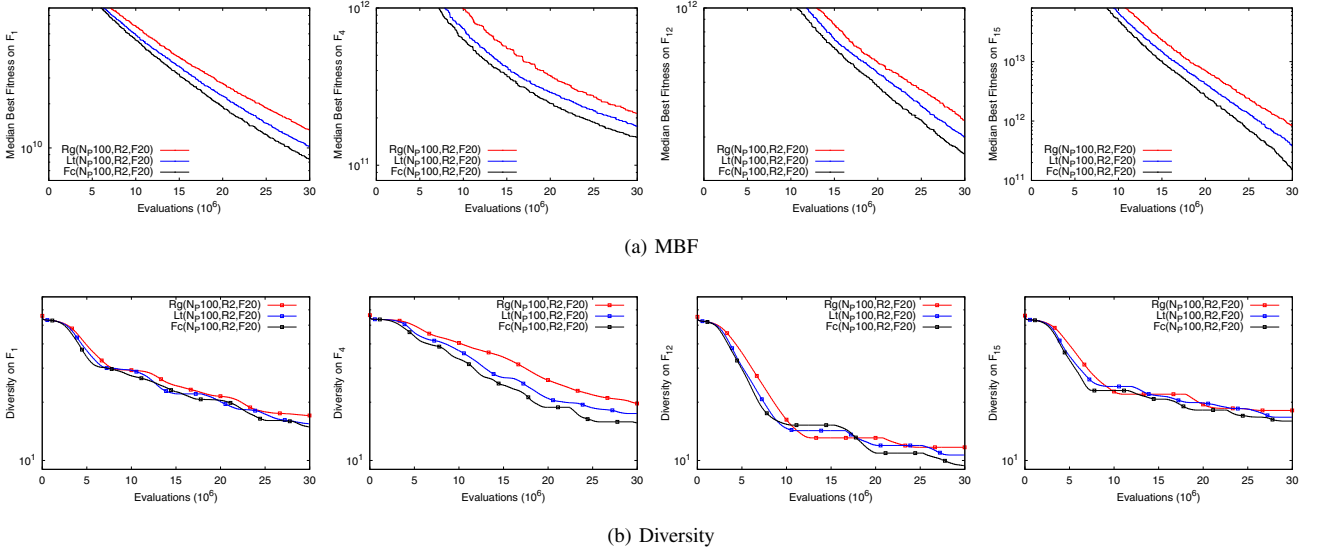 Median Best Fitness on F1
10^10
Rg(NP100,R2,F20)
Lt(NP100,R2,F20)
Fc(NP100,R2,F20)
0 5 10 15 20 25 30
Evaluations (10^6)
Median Best Fitness on F4
10^12
10^11
Rg(NP100,R2,F20)
Lt(NP100,R2,F20)
Fc(NP100,R2,F20)
0 5 10 15 20 25 30
Evaluations (10^6)
Median Best Fitness on F12
10^12
Rg(NP100,R2,F20)
Lt(NP100,R2,F20)
Fc(NP100,R2,F20)
0 5 10 15 20 25 30
Evaluations (10^6)
Median Best Fitness on F15
10^13
10^12
10^11
Rg(NP100,R2,F20)
Lt(NP100,R2,F20)
Fc(NP100,R2,F20)
0 5 10 15 20 25 30
Evaluations (10^6)
(a) MBF
Diversity on F1
10^1
Rg(NP100,R2,F20)
Lt(NP100,R2,F20)
Fc(NP100,R2,F20)
0 5 10 15 20 25 30
Evaluations (10^6)
Diversity on F4
10^1
Rg(NP100,R2,F20)
Lt(NP100,R2,F20)
Fc(NP100,R2,F20)
0 5 10 15 20 25 30
Evaluations (10^6)
Diversity on F12
10^1
Rg(NP100,R2,F20)
Lt(NP100,R2,F20)
Fc(NP100,R2,F20)
0 5 10 15 20 25 30
Evaluations (10^6)
Diversity on F15
10^1
Rg(NP100,R2,F20)
Lt(NP100,R2,F20)
Fc(NP100,R2,F20)
0 5 10 15 20 25 30
Evaluations (10^6)
(b) Diversity